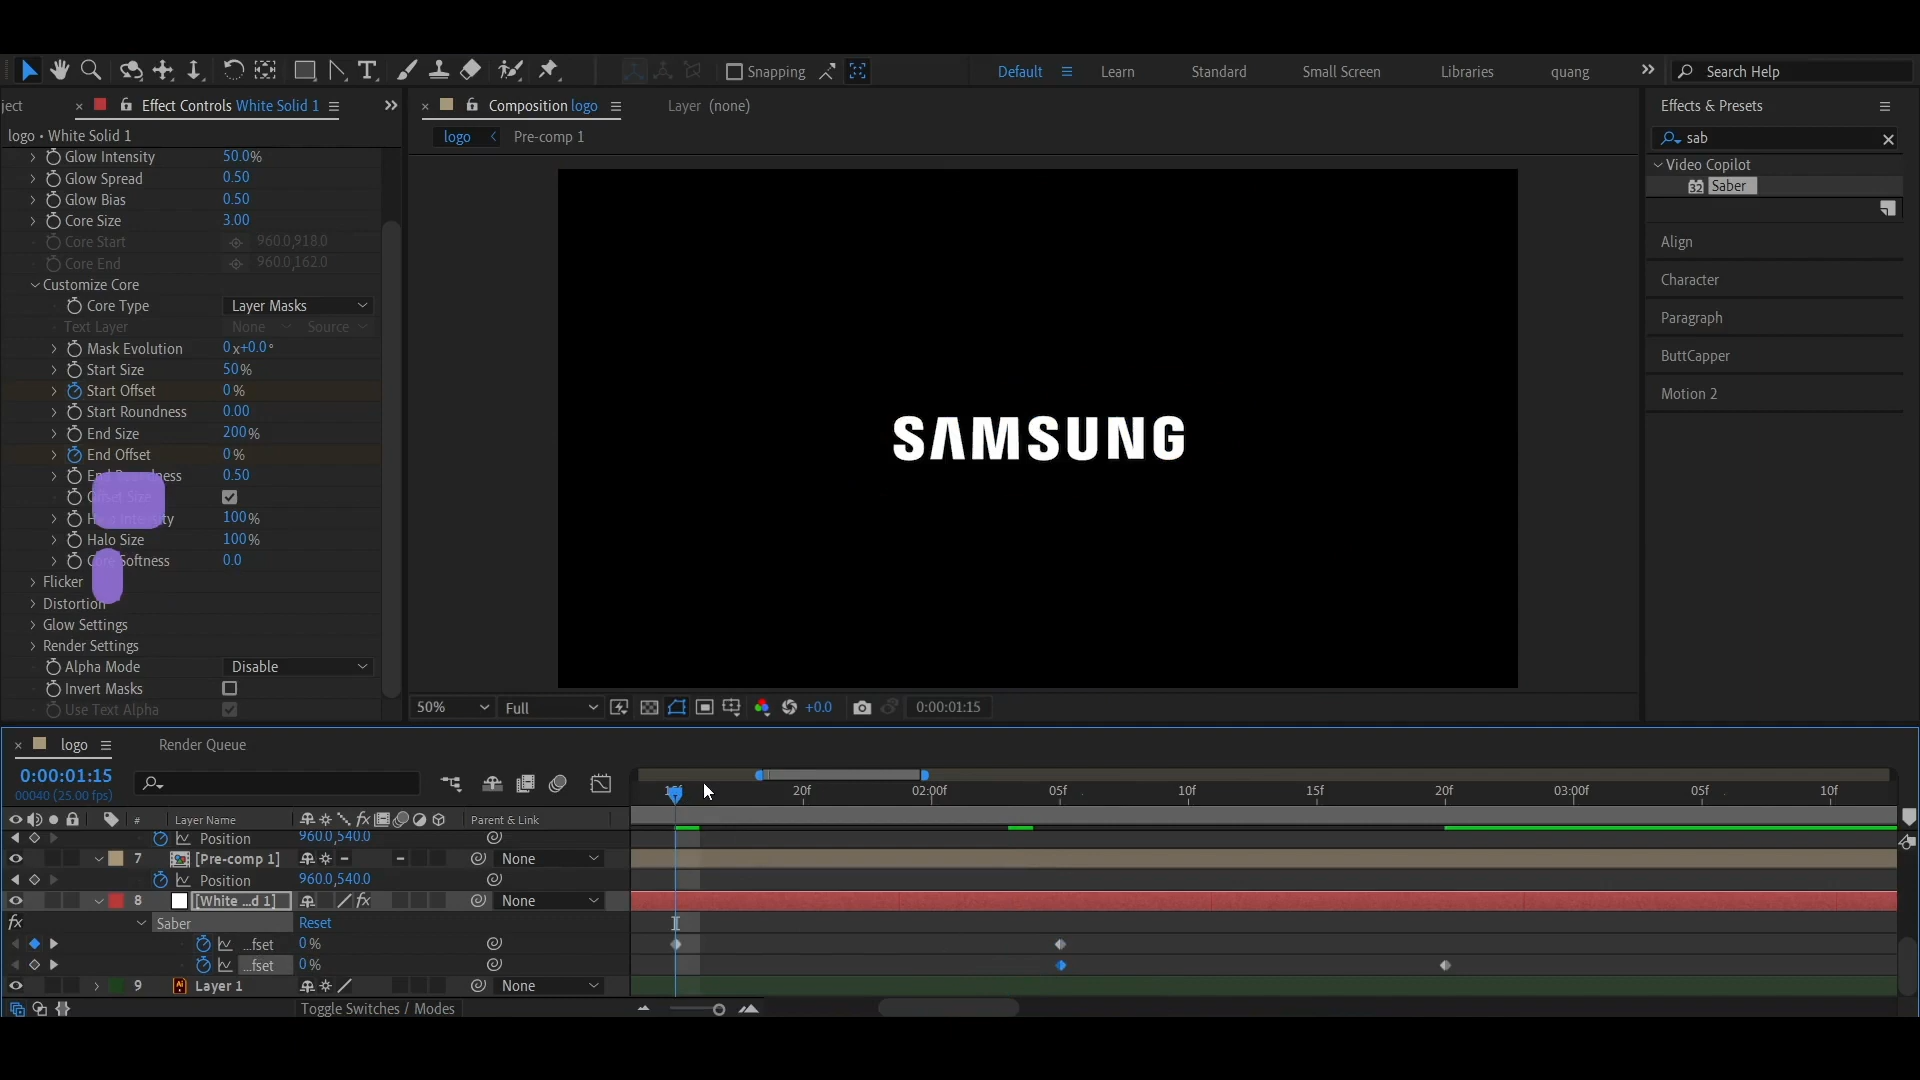 Snapping
Default
Learn
Standard
Small Screen
Libraries
quang
Search Help
ject
Effect Controls White Solid 1
Composition logo
Layer (none)
Effects & Presets
logo • White Solid 1
logo
Pre-comp 1
sab
Glow Intensity 50.0%
Glow Spread 0.50
Glow Bias 0.50
Core Size 3.00
Core Start 960.0,918.0
Core End 960.0,162.0
Customize Core
Core Type Layer Masks
Text Layer None Source
Mask Evolution 0x+0.0°
Start Size 50%
Start Offset 0%
Start Roundness 0.00
End Size 200%
End Offset 0%
0.50
Halo Size 100%
100%
Softness 0.0
Flicker
Distortion
Glow Settings
Render Settings
Alpha Mode Disable
Invert Masks
Use Text Alpha
SAMSUNG
Video Copilot
32 Saber
Align
Character
Paragraph
ButtCapper
Motion 2
50% Full +0.0 0:00:01:15
logo
Render Queue
0:00:01:15
00040 (25.00 fps)
20f 02:00f 05f 10f 15f 20f 03:00f 05f 10f
# Layer Name fx Parent & Link
Position 960.0,540.0
7 [Pre-comp 1] None
Position 960.0,540.0
8 [White ...d 1] fx None
fx Saber Reset
...fset 0%
...fset 0%
9 Ai Layer 1 None
Toggle Switches / Modes